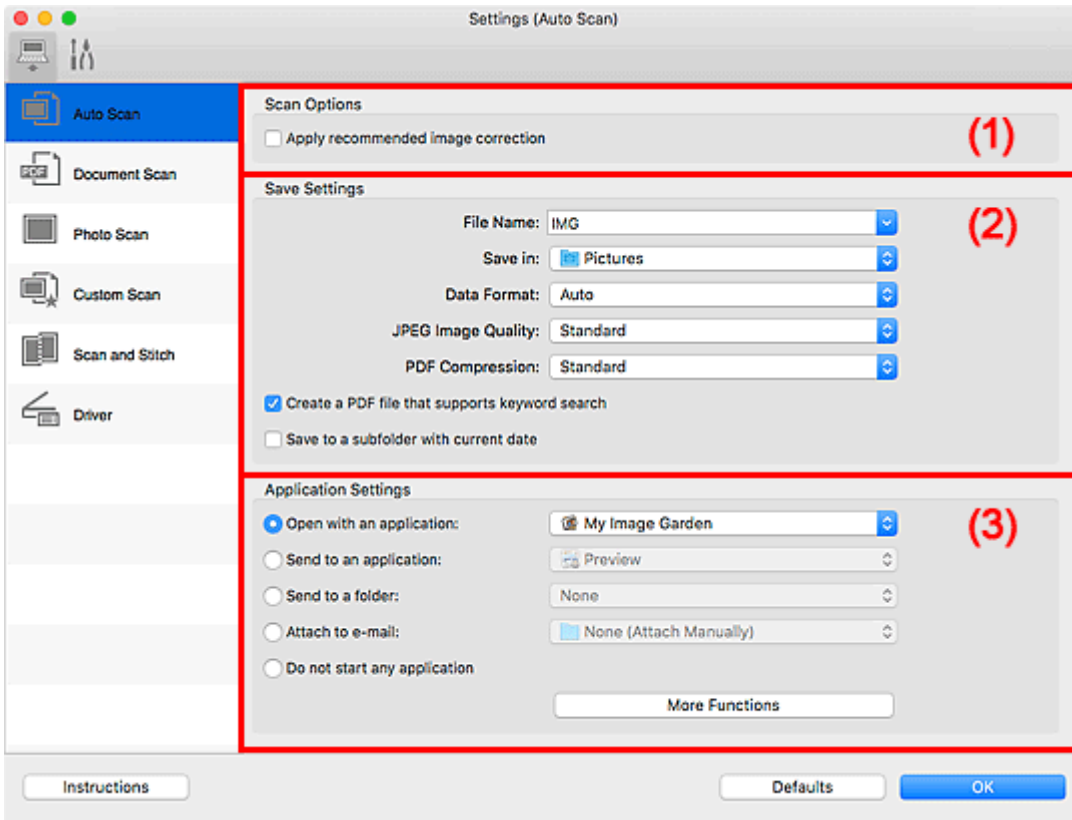 Settings (Auto Scan)
Auto Scan
PDF
Document Scan
Photo Scan
Custom Scan
Scan and Stitch
Driver
Scan Options
Apply recommended image correction
(1)
Save Settings
(2)
File Name: IMG
Save in: Pictures
Data Format: Auto
JPEG Image Quality: Standard
PDF Compression: Standard
Create a PDF file that supports keyword search
Save to a subfolder with current date
Application Settings
(3)
Open with an application: My Image Garden
Send to an application: Preview
Send to a folder: None
Attach to e-mail: None (Attach Manually)
Do not start any application
More Functions
Instructions Defaults OK